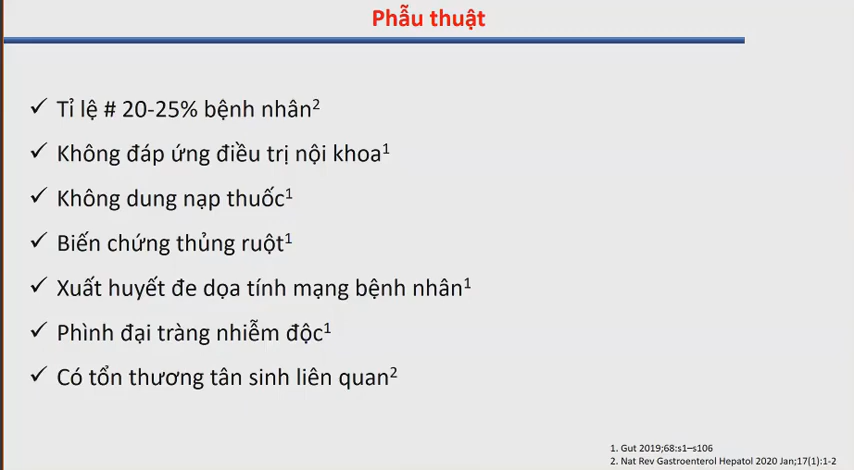 Phẫu thuật
✓ Tỉ lệ # 20-25% bệnh nhân²
✓ Không đáp ứng điều trị nội khoa¹
✓ Không dung nạp thuốc¹
✓ Biến chứng thủng ruột¹
✓ Xuất huyết đe dọa tính mạng bệnh nhân¹
✓ Phình đại tràng nhiễm độc¹
✓ Có tổn thương tân sinh liên quan²
1. Gut 2019;68:s1–s106
2. Nat Rev Gastroenterol Hepatol 2020 Jan;17(1):1-2